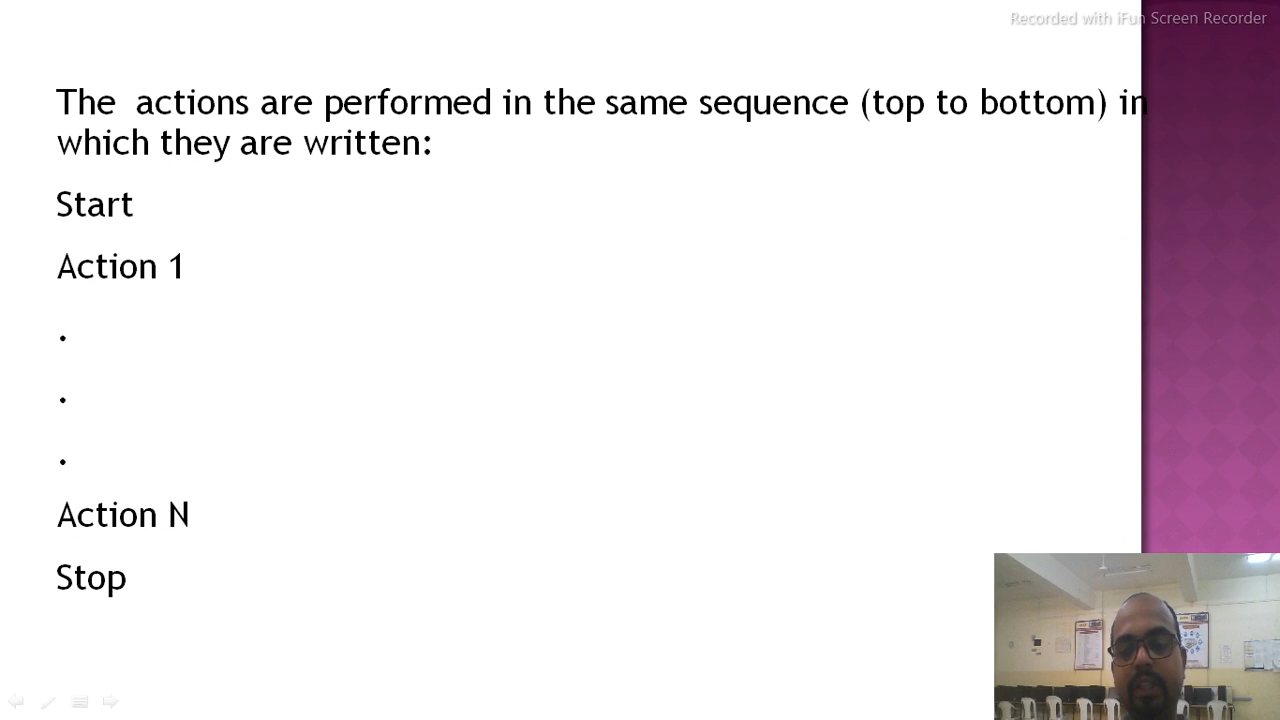 Recorded with iFun Screen Recorder
The actions are performed in the same sequence (top to bottom) in
which they are written:
Start
Action 1
.
.
.
Action N
Stop